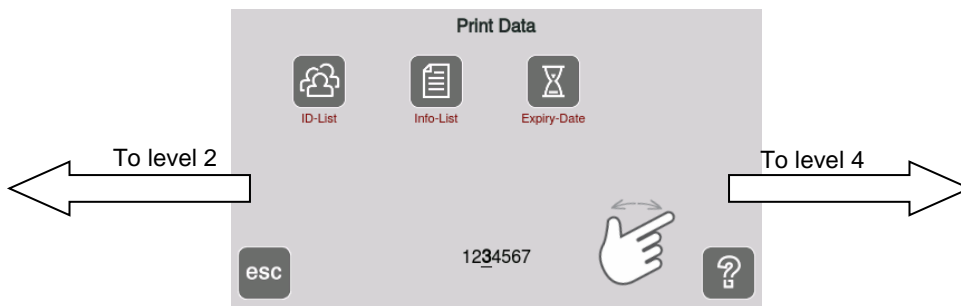 Print Data
ID-List Info-List Expiry-Date
To level 2 To level 4
1234567
esc ?